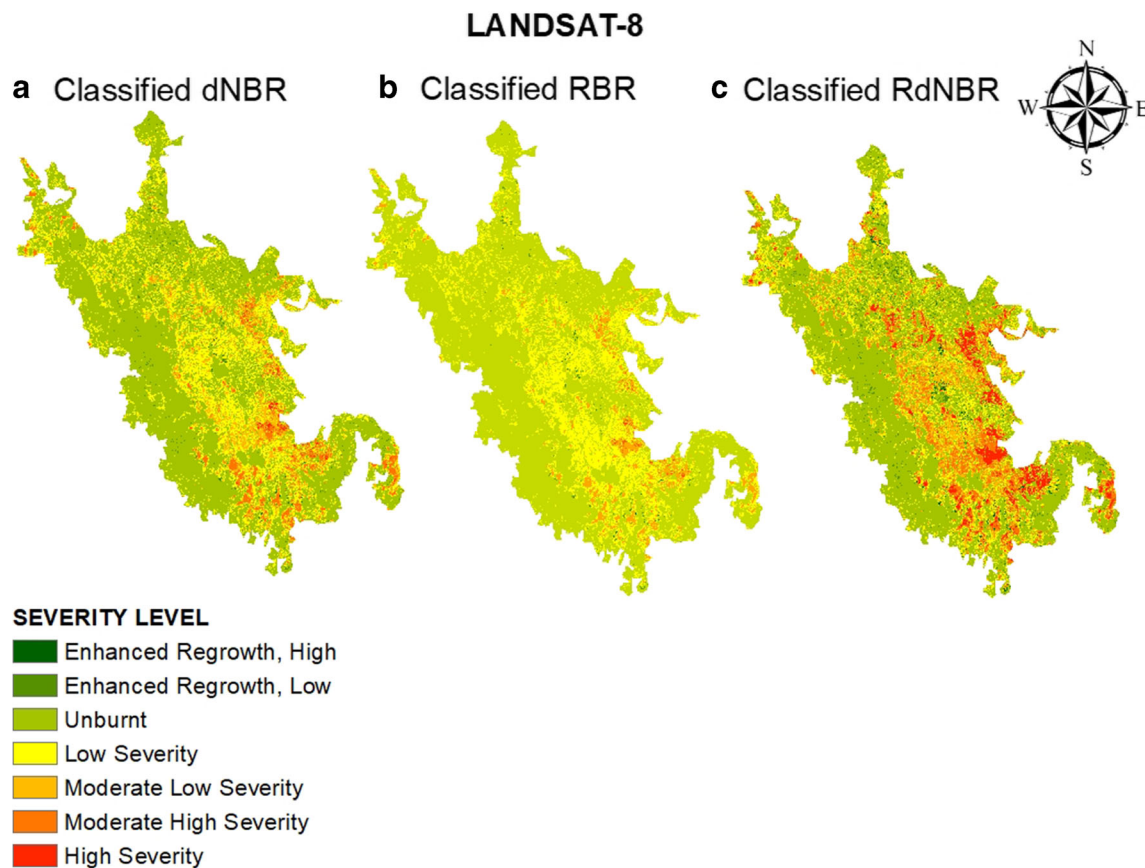 LANDSAT-8
a Classified dNBR
b Classified RBR
c Classified RdNBR
N
W E
S
SEVERITY LEVEL
Enhanced Regrowth, High
Enhanced Regrowth, Low
Unburnt
Low Severity
Moderate Low Severity
Moderate High Severity
High Severity